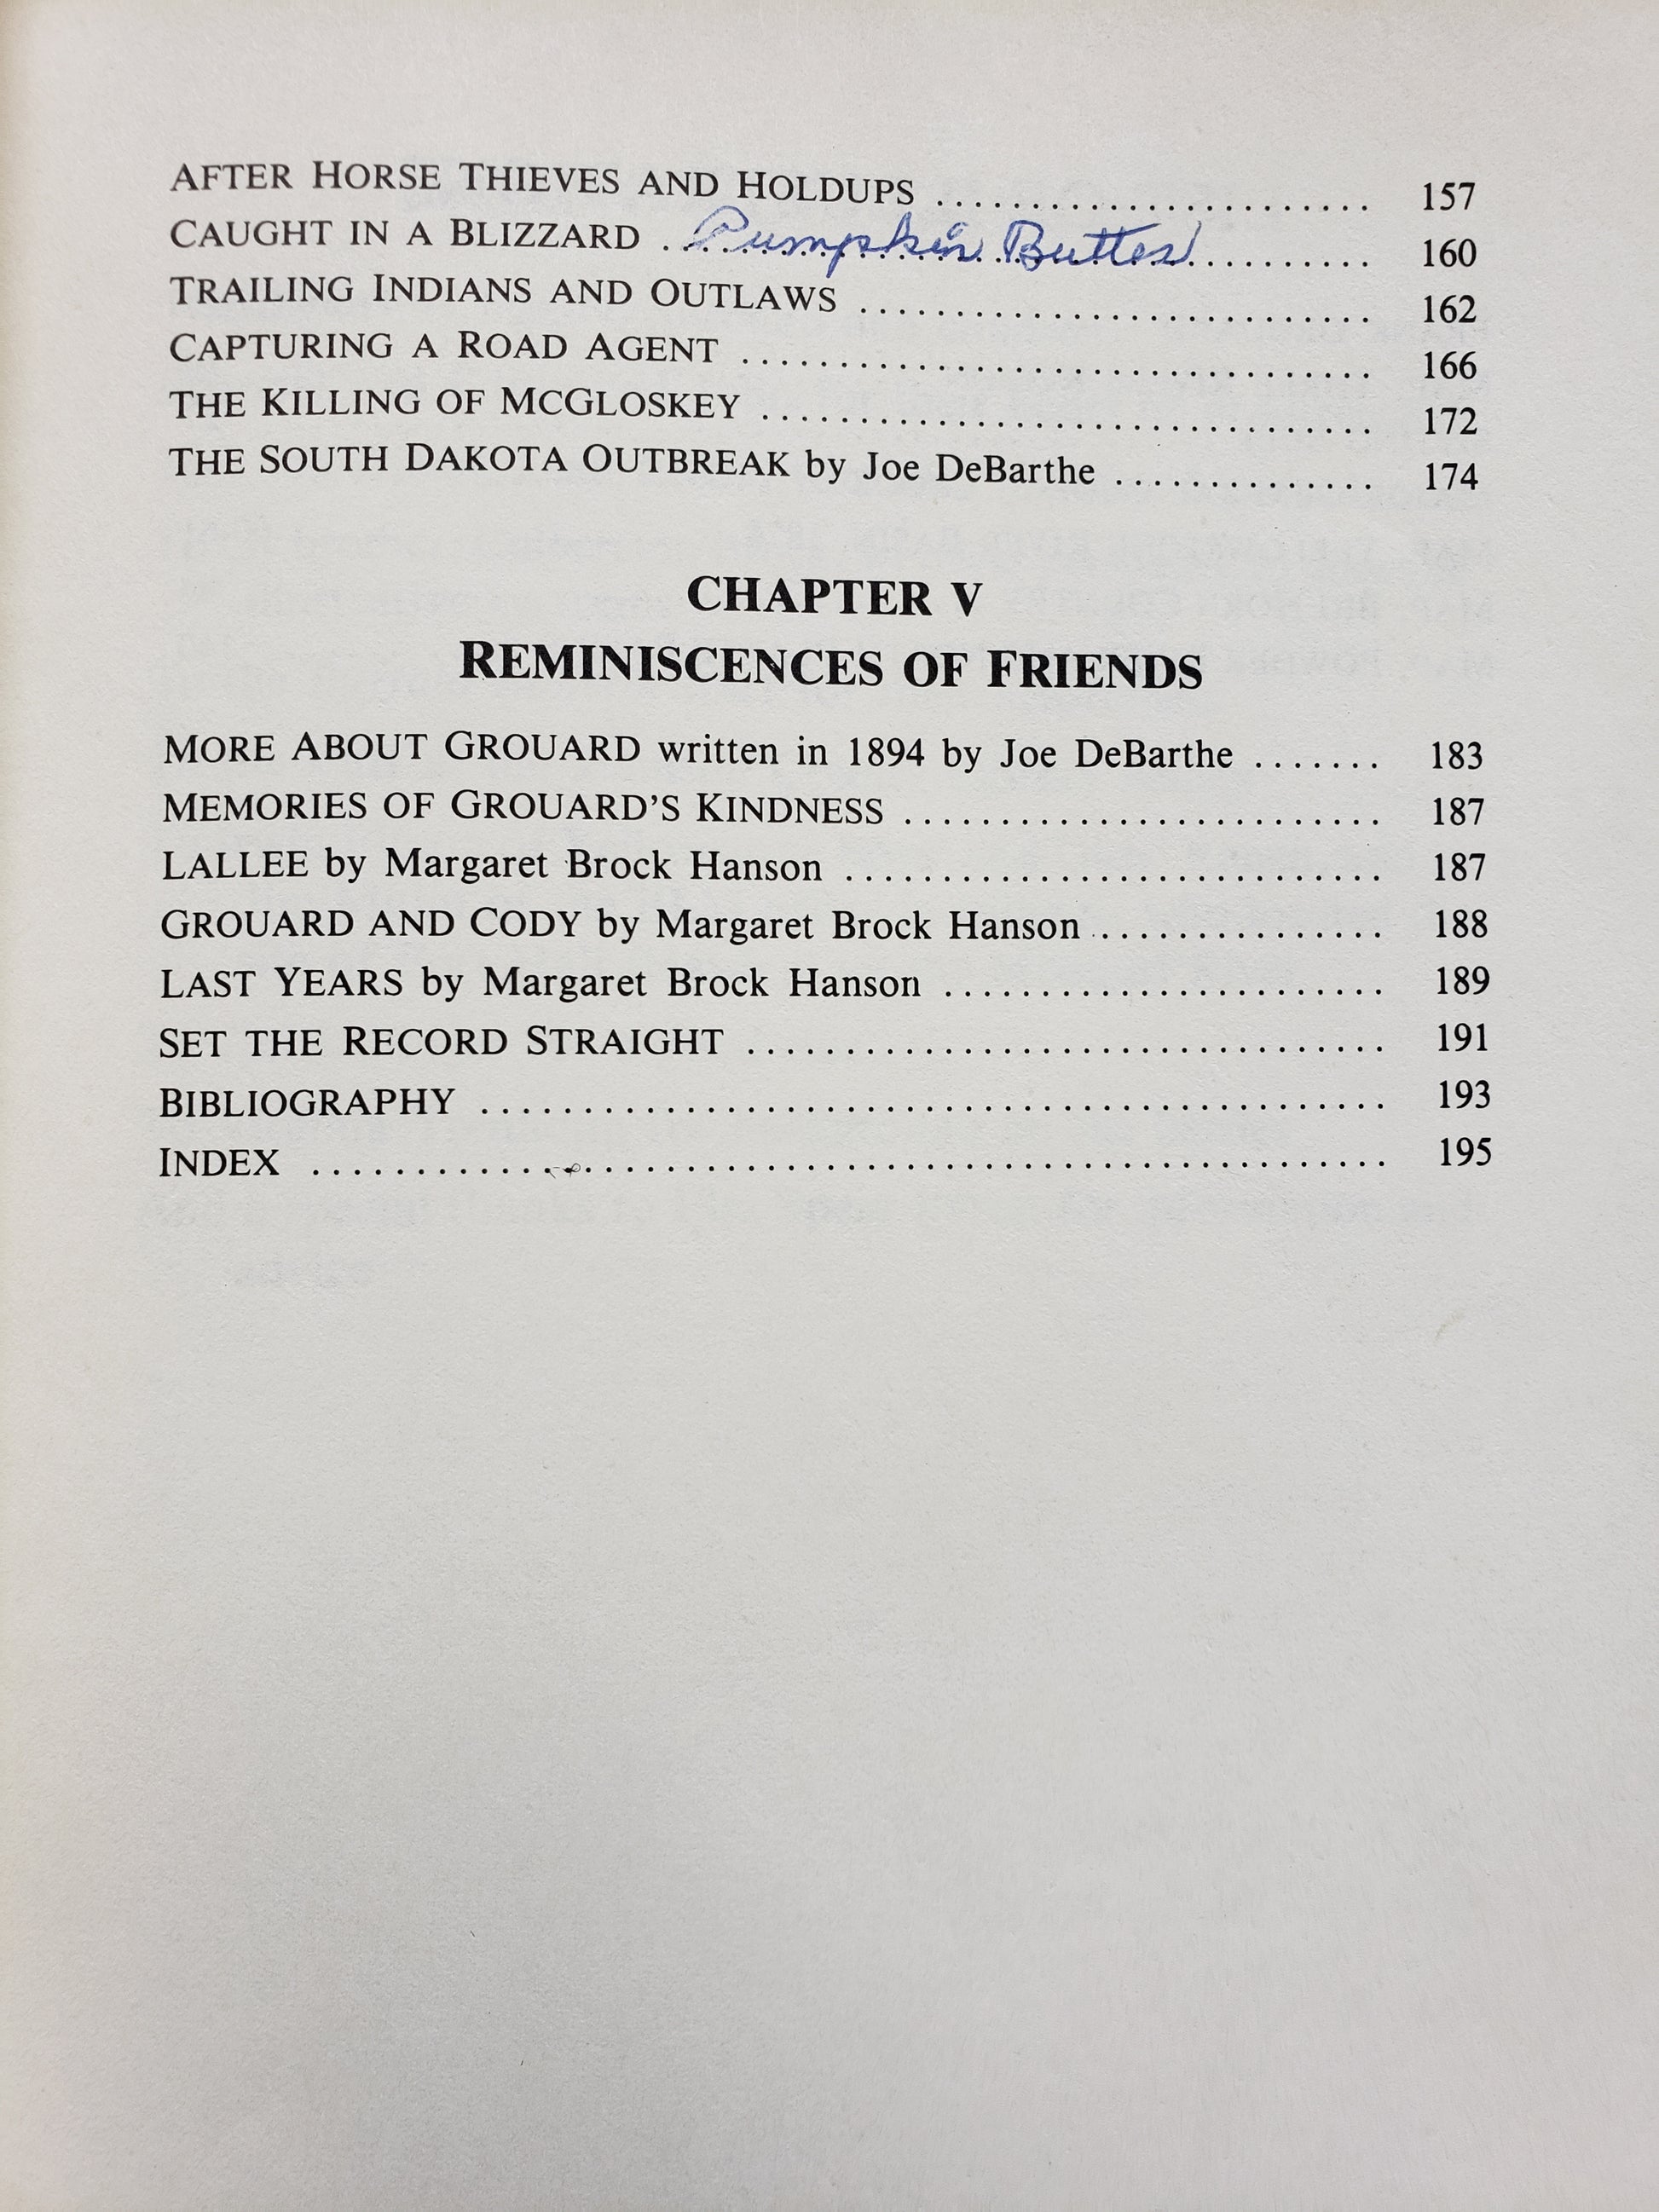 AFTER HORSE THIEVES AND HOLDUPS ...................... 157
CAUGHT IN A BLIZZARD . Pumpkin Buttes .......... 160
TRAILING INDIANS AND OUTLAWS .......................... 162
CAPTURING A ROAD AGENT ................................ 166
THE KILLING OF MCGLOSKEY ............................... 172
THE SOUTH DAKOTA OUTBREAK by Joe DeBarthe .............. 174
CHAPTER V
REMINISCENCES OF FRIENDS
MORE ABOUT GROUARD written in 1894 by Joe DeBarthe ....... 183
MEMORIES OF GROUARD'S KINDNESS ........................ 187
LALLEE by Margaret Brock Hanson ........................... 187
GROUARD AND CODY by Margaret Brock Hanson ............... 188
LAST YEARS by Margaret Brock Hanson ...................... 189
SET THE RECORD STRAIGHT ................................ 191
BIBLIOGRAPHY ............................................. 193
INDEX ..................................................... 195